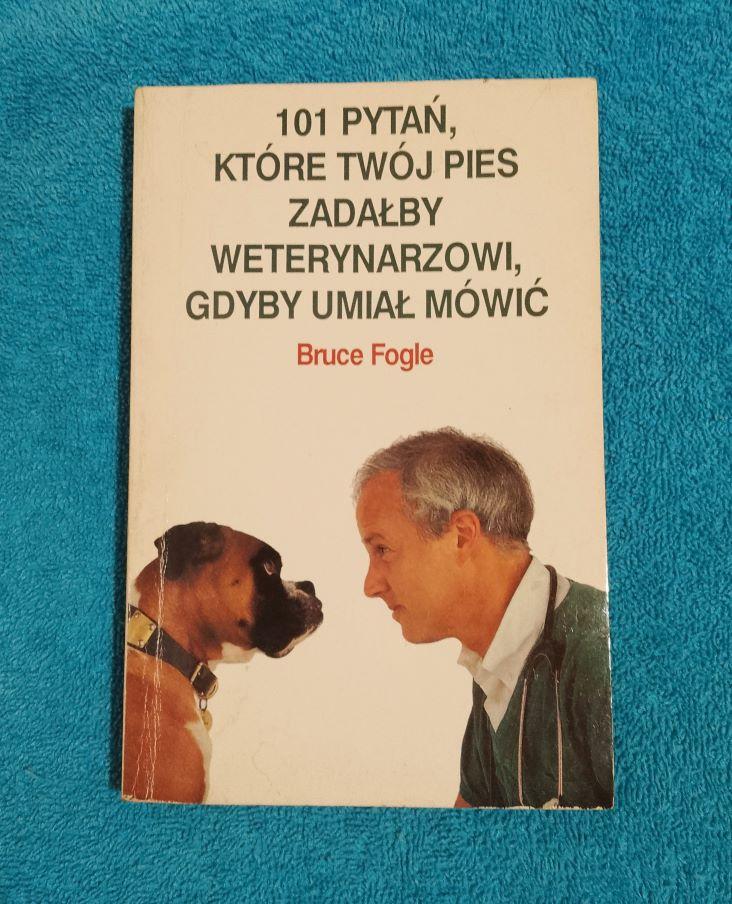 101 PYTAŃ,
KTÓRE TWÓJ PIES
ZADAŁBY
WETERYNARZOWI,
GDYBY UMIAŁ MÓWIĆ
Bruce Fogle